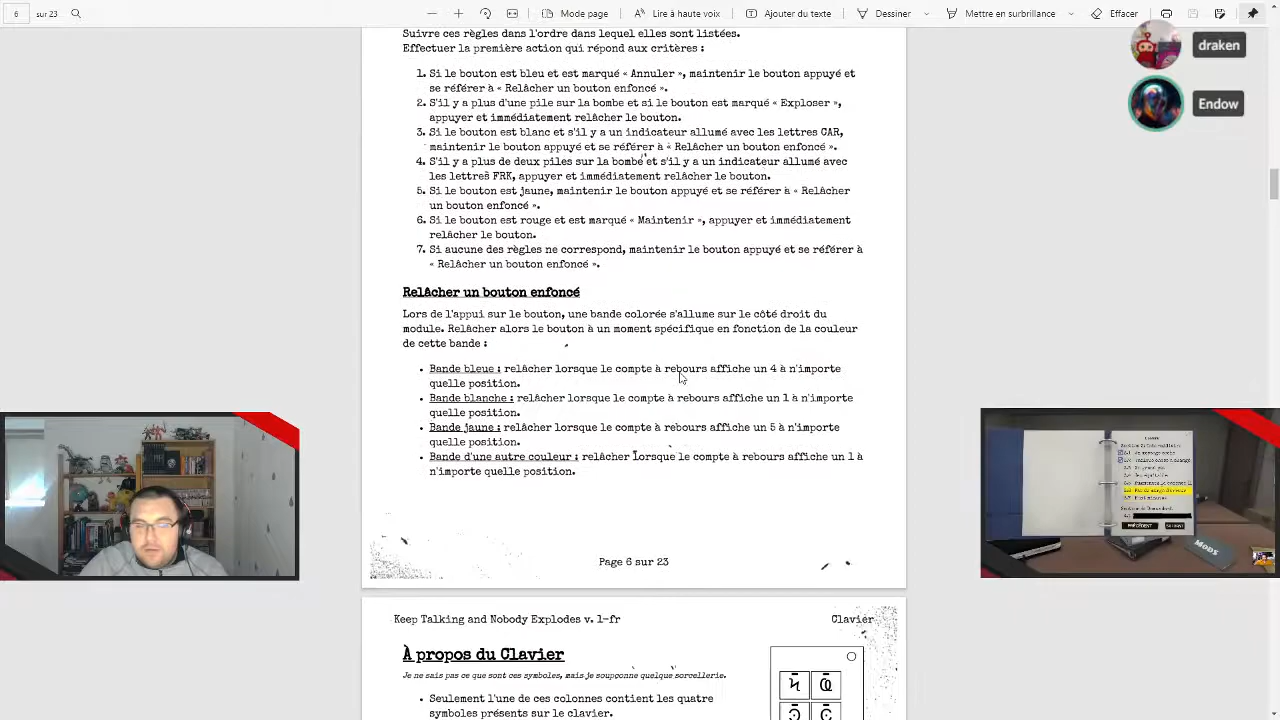 6 sur 23
Mode page
Lire à voix haute
Ajouter du texte
Dessiner
Mettre en surbrillance
Effacer
draken
Endow
Suivre ces règles dans l'ordre dans lequel elles sont listées.
Effectuer la première action qui répond aux critères :
1. Si le bouton est bleu et est marqué « Annuler », maintenir le bouton appuyé et
se référer à « Relâcher un bouton enfoncé ».
2. S'il y a plus d'une pile sur la bombe et si le bouton est marqué « Exploser »,
appuyer et immédiatement relâcher le bouton.
3. Si le bouton est blanc et s'il y a un indicateur allumé avec les lettres CAR,
maintenir le bouton appuyé et se référer à « Relâcher un bouton enfoncé ».
4. S'il y a plus de deux piles sur la bombe et s'il y a un indicateur allumé avec
les lettres FRK, appuyer et immédiatement relâcher le bouton.
5. Si le bouton est jaune, maintenir le bouton appuyé et se référer à « Relâcher
un bouton enfoncé ».
6. Si le bouton est rouge et est marqué « Maintenir », appuyer et immédiatement
relâcher le bouton.
7. Si aucune des règles ne correspond, maintenir le bouton appuyé et se référer à
« Relâcher un bouton enfoncé ».
Relâcher un bouton enfoncé
Lors de l'appui sur le bouton, une bande colorée s'allume sur le côté droit du
module. Relâcher alors le bouton à un moment spécifique en fonction de la couleur
de cette bande :
• Bande bleue : relâcher lorsque le compte à rebours affiche un 4 à n'importe
quelle position.
• Bande blanche : relâcher lorsque le compte à rebours affiche un 1 à n'importe
quelle position.
• Bande jaune : relâcher lorsque le compte à rebours affiche un 5 à n'importe
quelle position.
• Bande d'une autre couleur : relâcher lorsque le compte à rebours affiche un 1 à
n'importe quelle position.
Page 6 sur 23
PRÉCÉDENT
SUIVANT
MODS
Keep Talking and Nobody Explodes v. 1-fr
Clavier
À propos du Clavier
Je ne sais pas ce que sont ces symboles, mais je soupçonne quelque sorcellerie.
• Seulement l'une de ces colonnes contient les quatre
symboles présents sur le clavier.